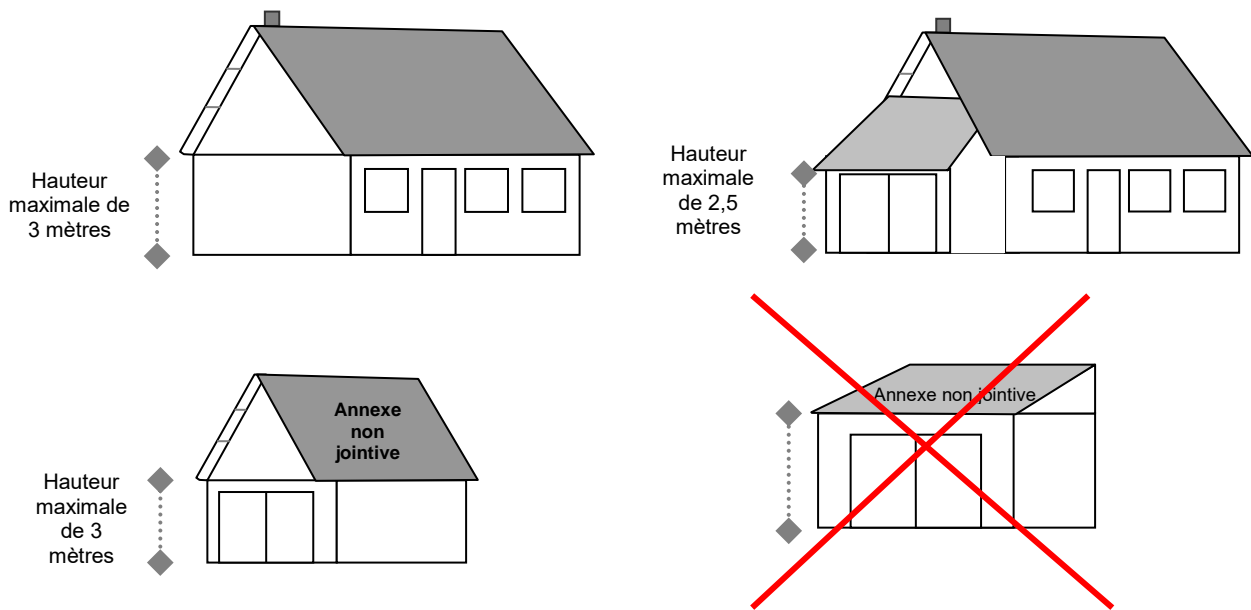 Hauteur
maximale de
3 mètres
Hauteur
maximale
de 2,5
mètres
Annexe
non
jointive
Hauteur
maximale
de 3
mètres
Annexe non jointive